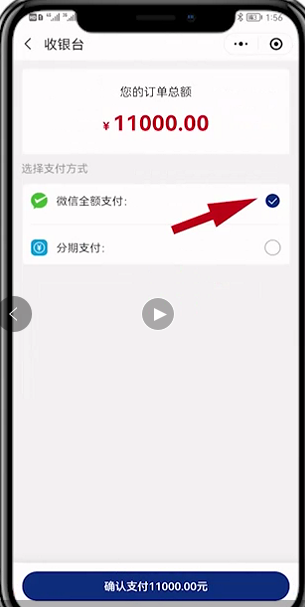 1:56
收银台
您的订单总额
¥ 11000.00
选择支付方式
微信全额支付:
分期支付:
确认支付11000.00元